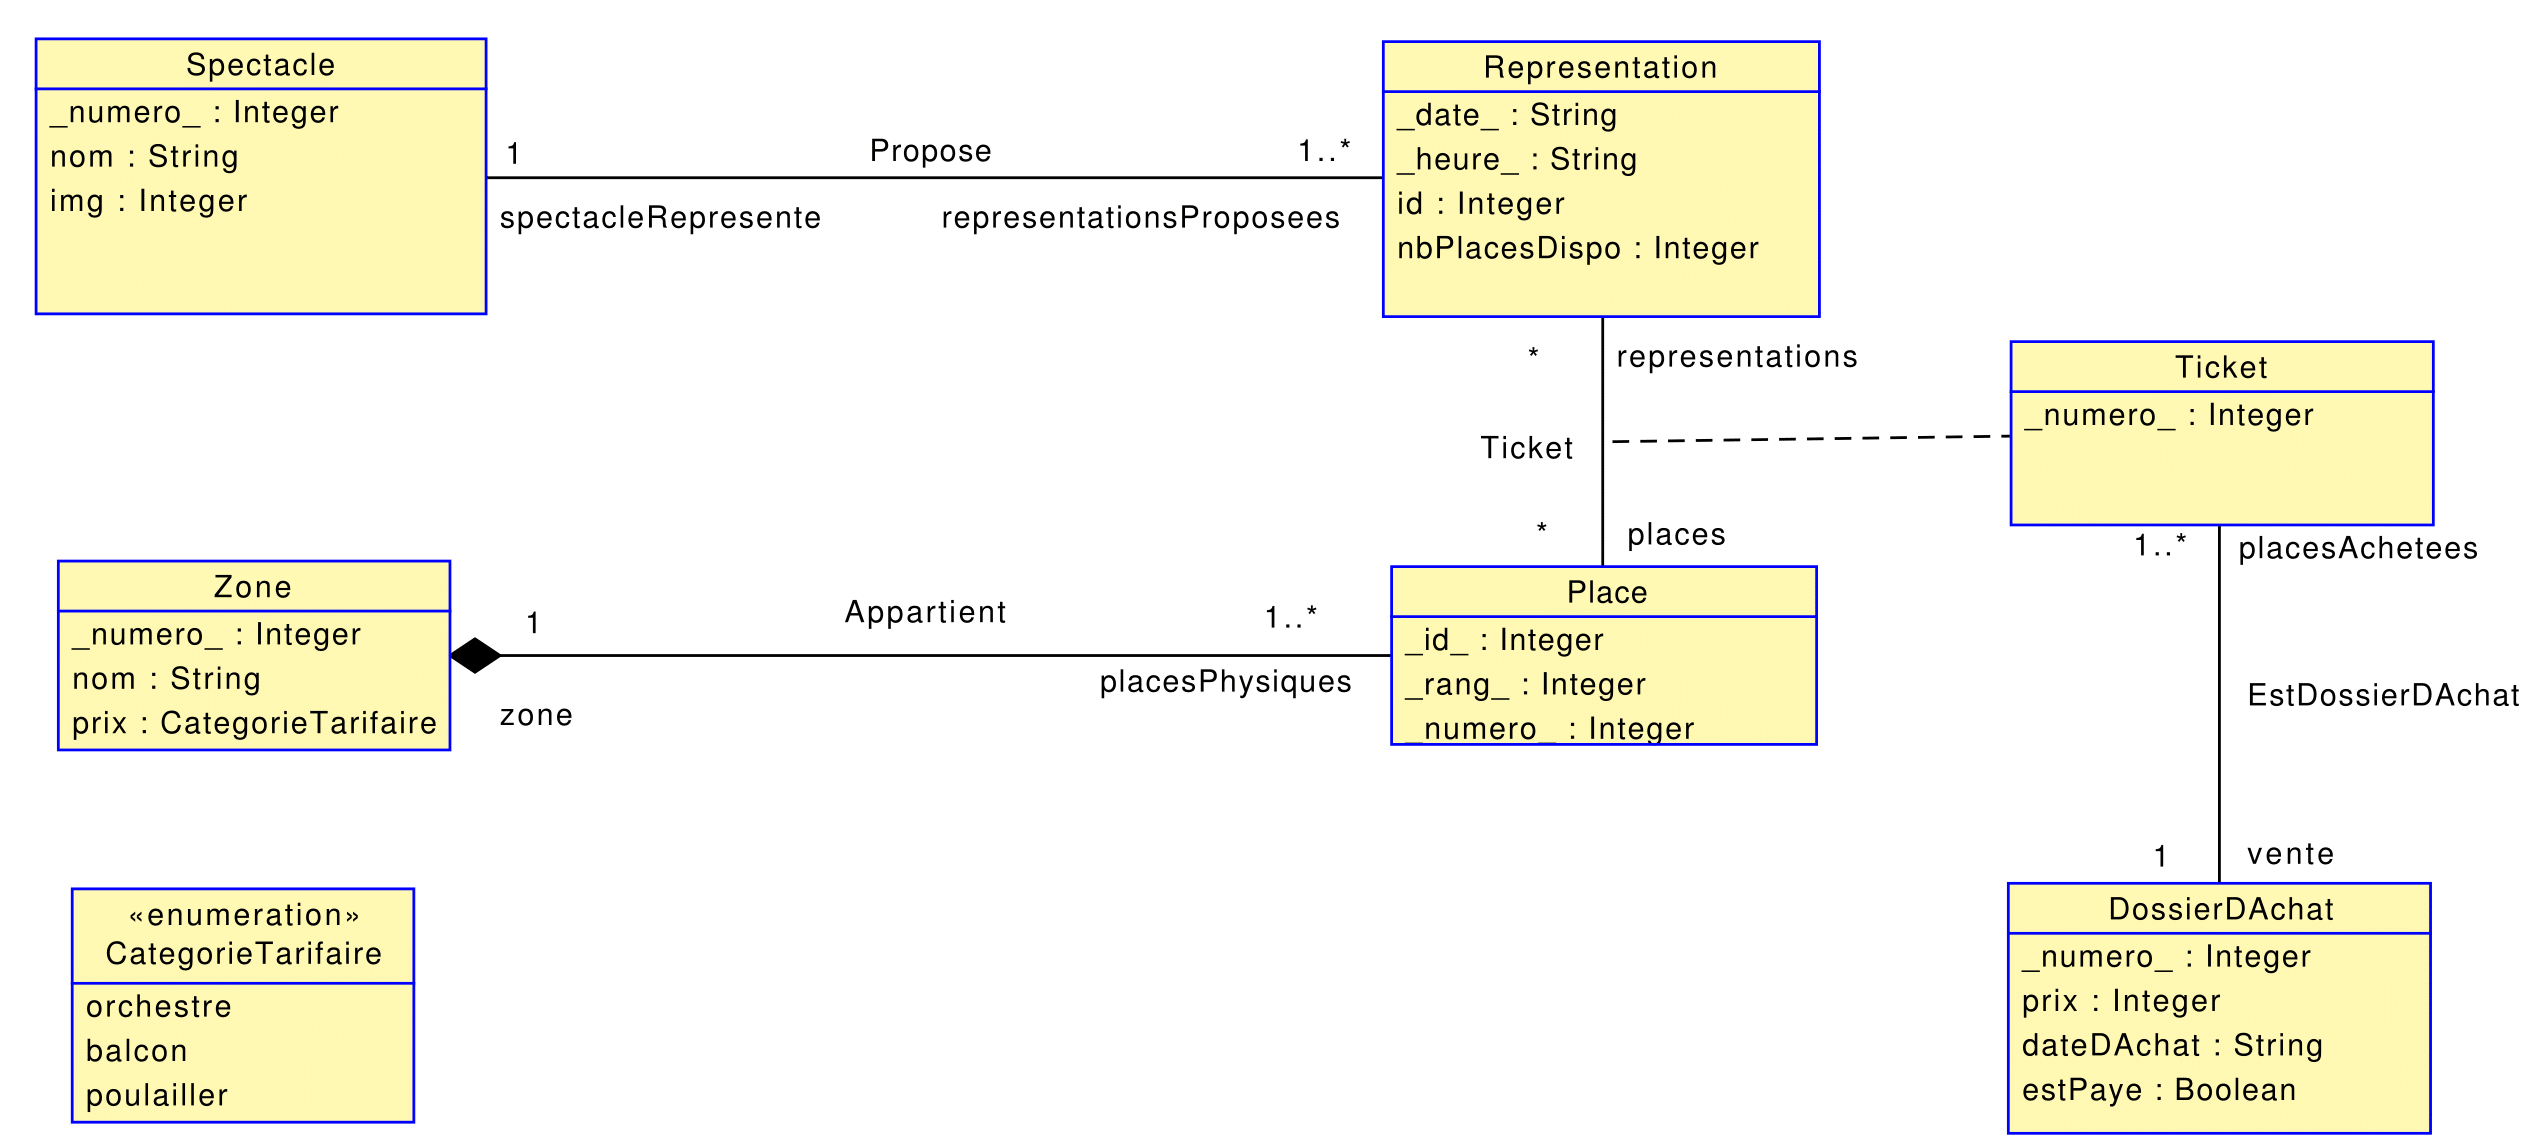 Spectacle
_numero_ : Integer
nom : String
img : Integer
1
Propose
1..*
spectacleRepresente
representationsProposees
Representation
_date_ : String
_heure_ : String
id : Integer
nbPlacesDispo : Integer
*
representations
Ticket
*
places
Ticket
_numero_ : Integer
1..*
placesAchetees
Zone
_numero_ : Integer
nom : String
prix : CategorieTarifaire
1
Appartient
1..*
zone
placesPhysiques
Place
_id_ : Integer
_rang_ : Integer
_numero_ : Integer
EstDossierDAchat
1
vente
«enumeration»
CategorieTarifaire
orchestre
balcon
poulailler
DossierDAchat
_numero_ : Integer
prix : Integer
dateDAchat : String
estPaye : Boolean